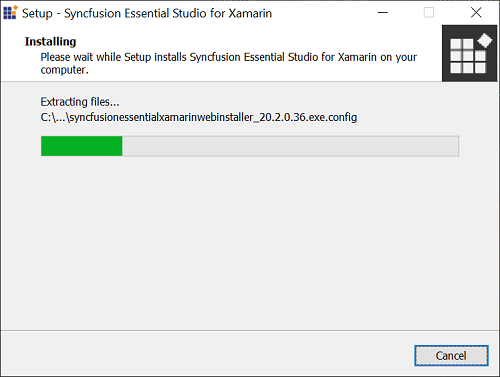 Setup - Syncfusion Essential Studio for Xamarin
Installing
Please wait while Setup installs Syncfusion Essential Studio for Xamarin on your
computer.
Extracting files...
C:\...\syncfusionessentialxamarinwebinstaller_20.2.0.36.exe.config
Cancel